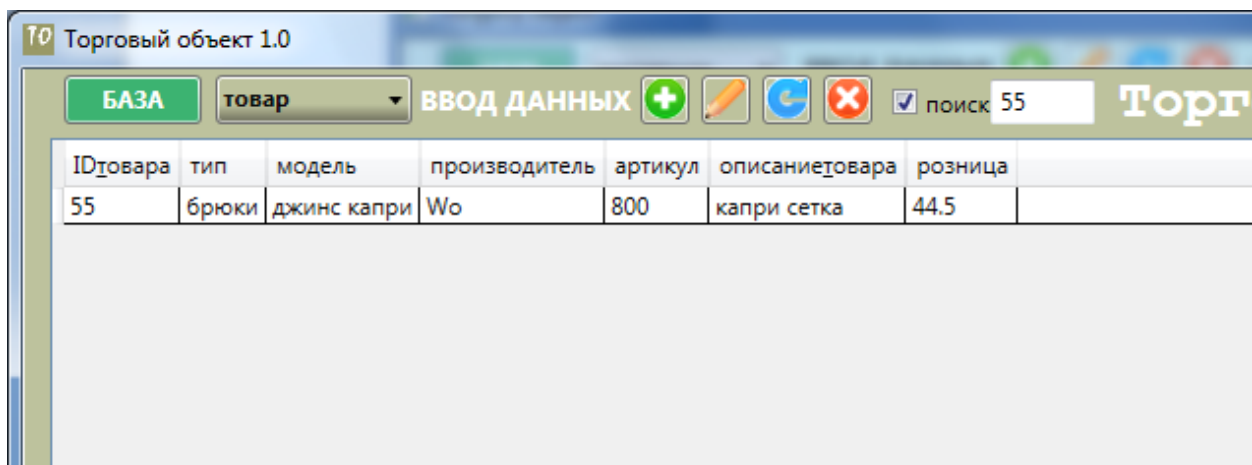 ТО Торговый объект 1.0
БАЗА товар ВВОД ДАННЫХ поиск 55 Торг
IDтовара тип модель производитель артикул описаниетовара розница
55 брюки джинс капри Wo 800 капри сетка 44.5